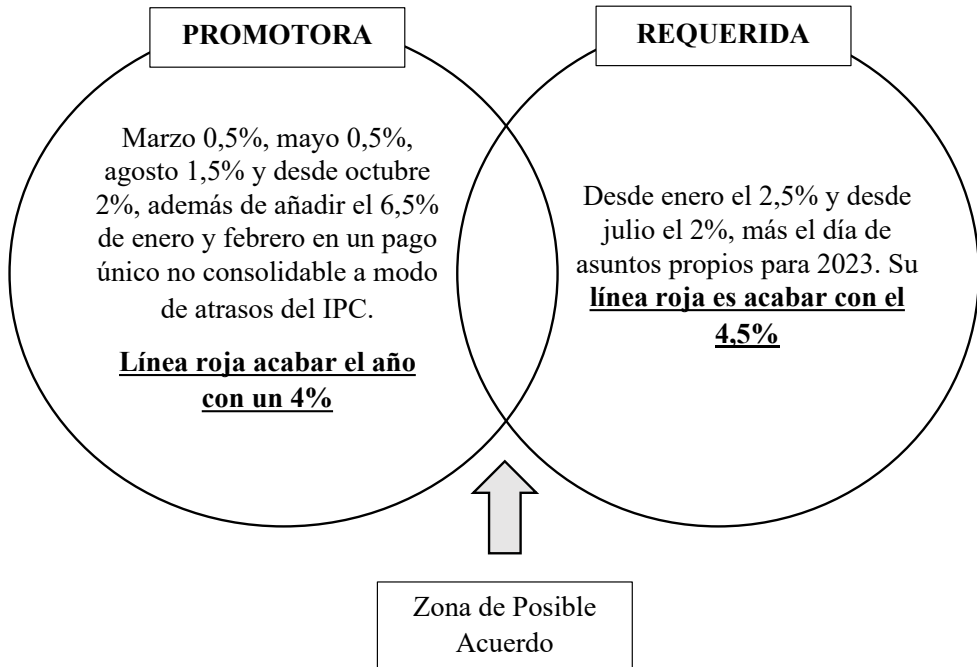 PROMOTORA
Marzo 0,5%, mayo 0,5%,
agosto 1,5% y desde octubre
2%, además de añadir el 6,5%
de enero y febrero en un pago
único no consolidable a modo
de atrasos del IPC.
Línea roja acabar el año
con un 4%
REQUERIDA
Desde enero el 2,5% y desde
julio el 2%, más el día de
asuntos propios para 2023. Su
línea roja es acabar con el
4,5%
Zona de Posible
Acuerdo